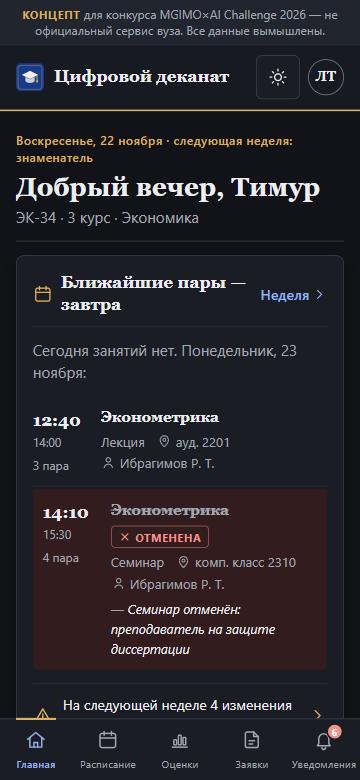 КОНЦЕПТ для конкурса MGIMO×AI Challenge 2026 — не
официальный сервис вуза. Все данные вымышлены.
Цифровой деканат
ЛТ
Воскресенье, 22 ноября · следующая неделя:
знаменатель
Добрый вечер, Тимур
ЭК-34 · 3 курс · Экономика
Ближайшие пары —
завтра
Неделя
Сегодня занятий нет. Понедельник, 23
ноября:
12:40 Эконометрика
14:00 Лекция ауд. 2201
3 пара Ибрагимов Р. Т.
14:10 Эконометрика
15:30 ОТМЕНЕНА
4 пара Семинар комп. класс 2310
Ибрагимов Р. Т.
— Семинар отменён:
преподаватель на защите
диссертации
На следующей неделе 4 изменения
6
Главная Расписание Оценки Заявки Уведомления